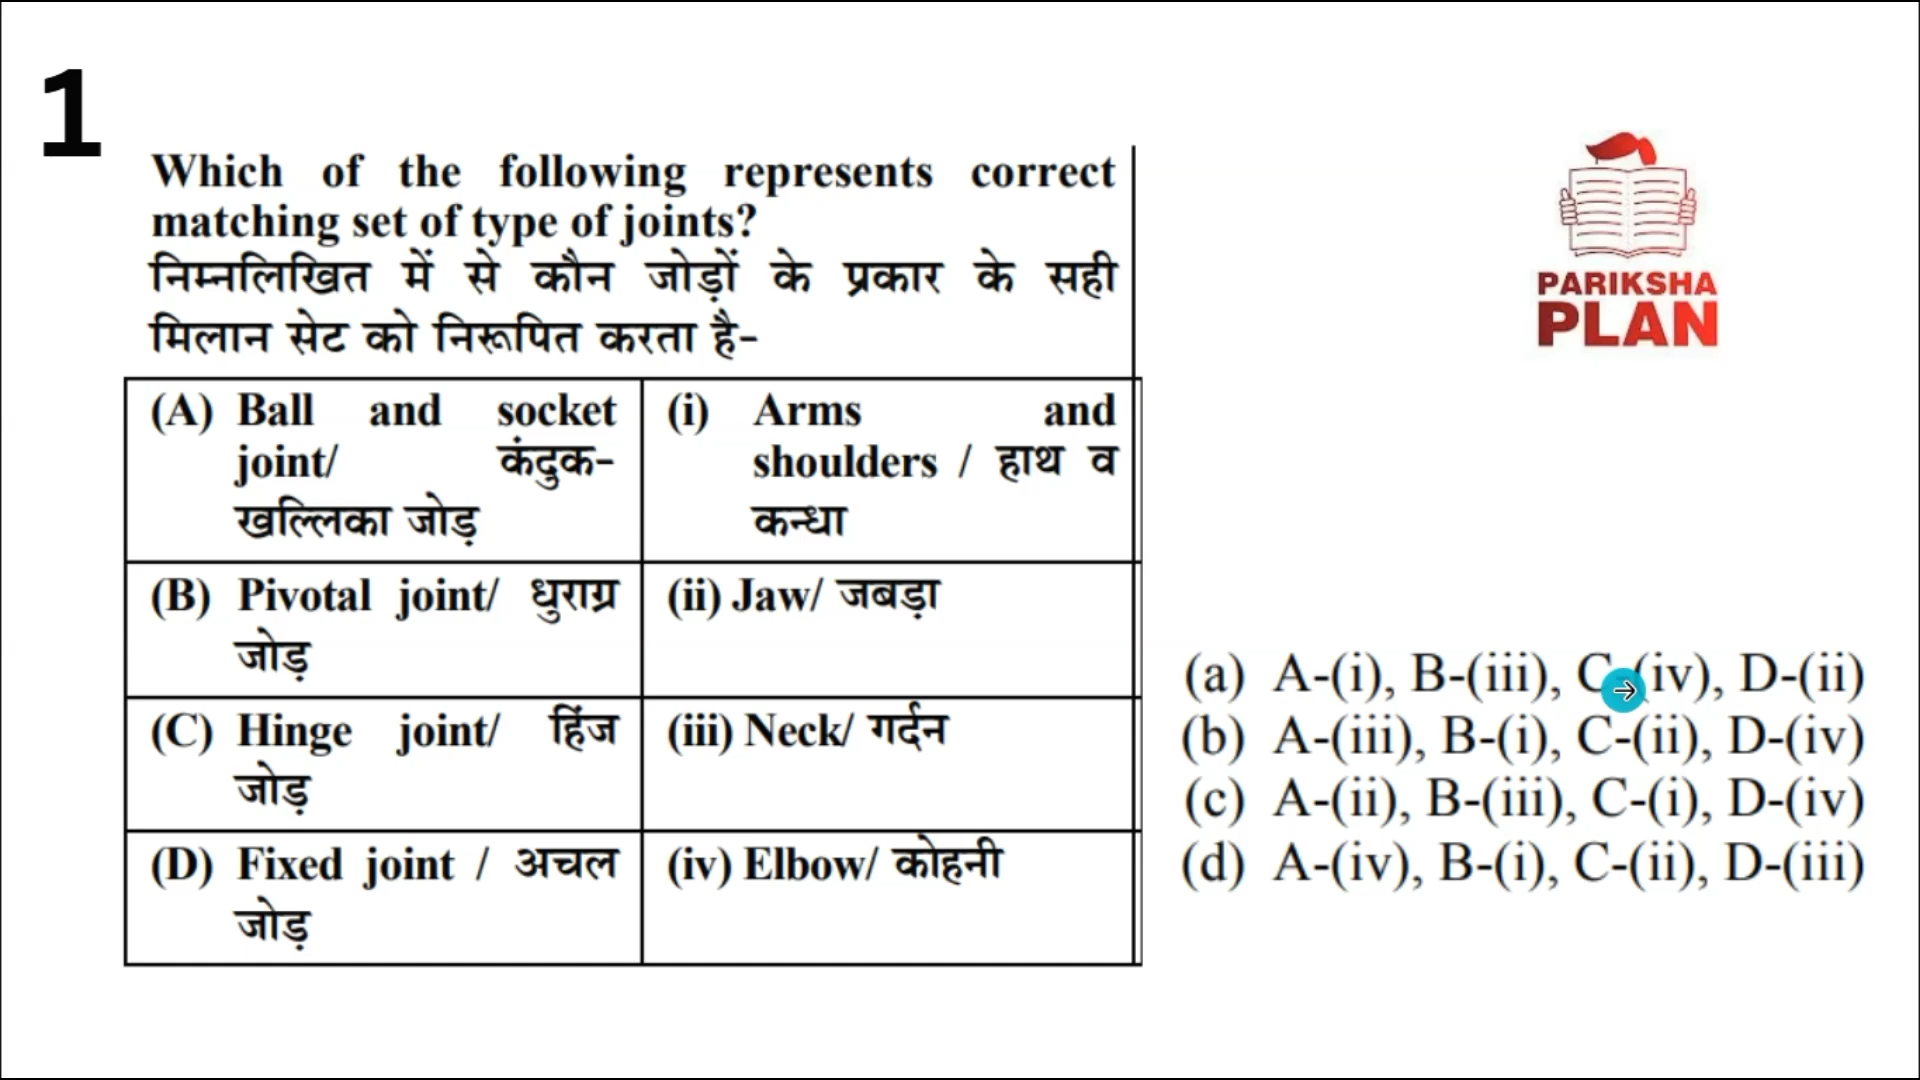 1
Which of the following represents correct
matching set of type of joints?
निम्नलिखित में से कौन जोड़ों के प्रकार के सही
मिलान सेट को निरूपित करता है-
(A) Ball and socket
joint/ कंदुक-
खल्लिका जोड़
(i) Arms and
shoulders / हाथ व
कन्धा
(B) Pivotal joint/ धुराग्र
जोड़
(ii) Jaw/ जबड़ा
(C) Hinge joint/ हिंज
जोड़
(iii) Neck/ गर्दन
(D) Fixed joint / अचल
जोड़
(iv) Elbow/ कोहनी
PARIKSHA
PLAN
(a) A-(i), B-(iii), C-(iv), D-(ii)
(b) A-(iii), B-(i), C-(ii), D-(iv)
(c) A-(ii), B-(iii), C-(i), D-(iv)
(d) A-(iv), B-(i), C-(ii), D-(iii)